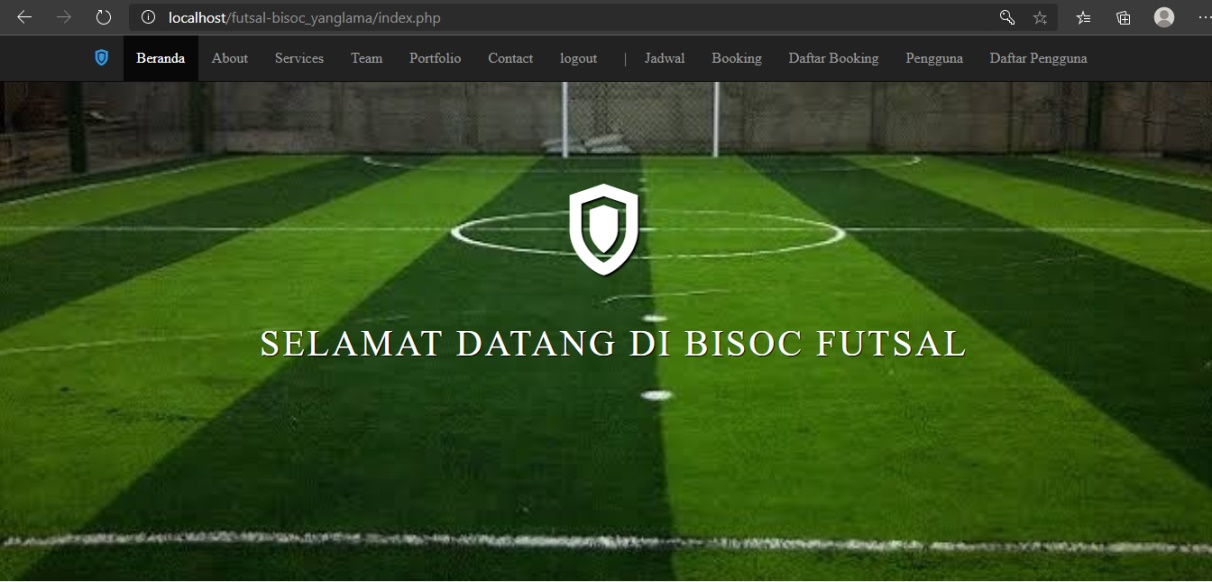 localhost/futsal-bisoc_yanglama/index.php
Beranda About Services Team Portfolio Contact logout | Jadwal Booking Daftar Booking Pengguna Daftar Pengguna
SELAMAT DATANG DI BISOC FUTSAL